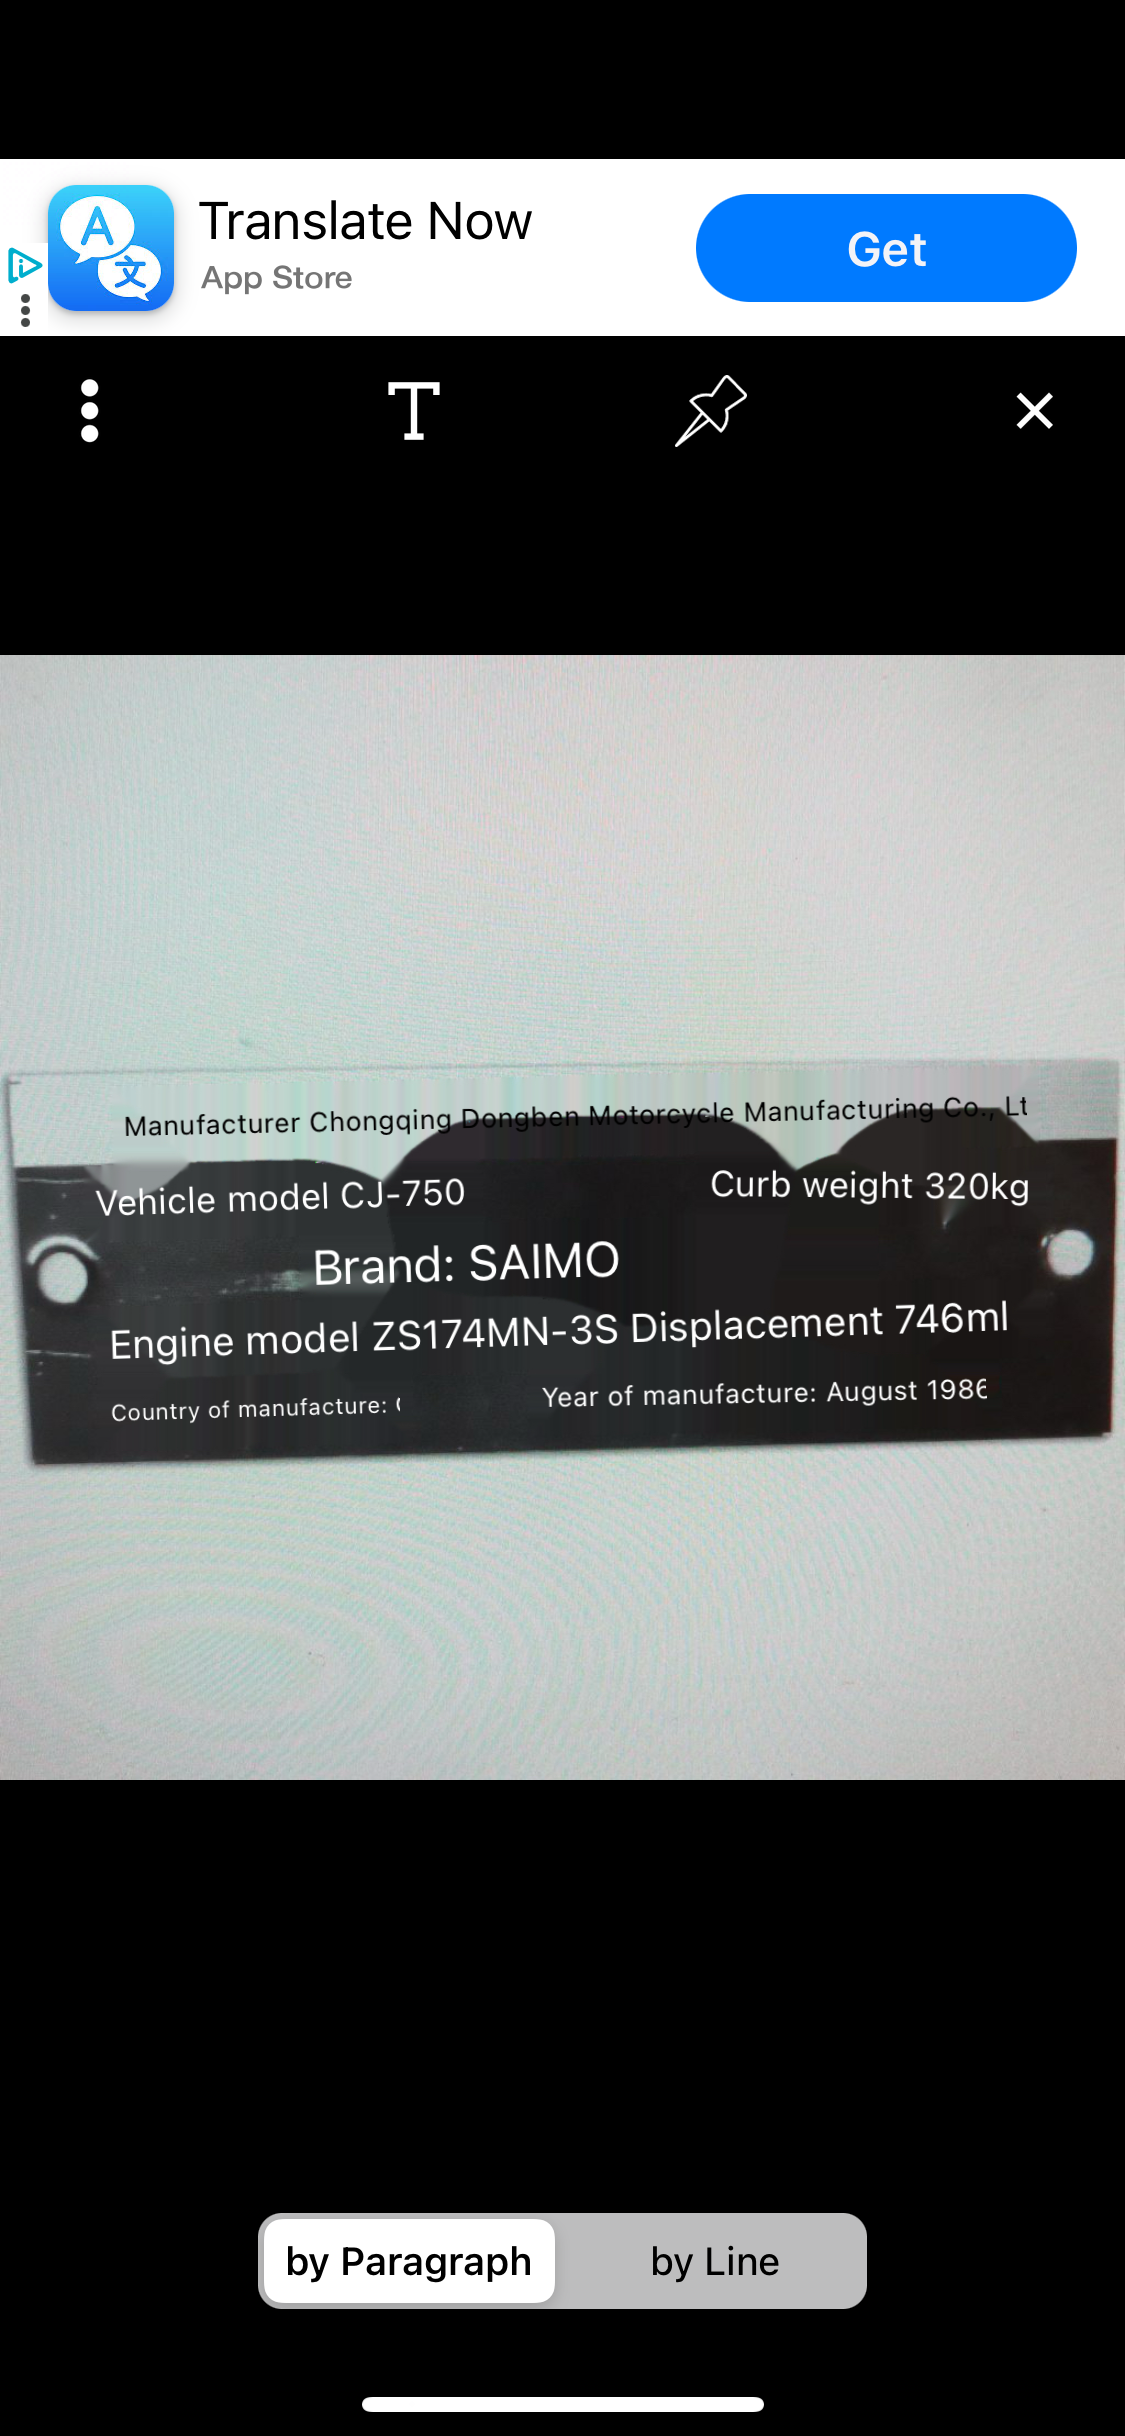 Translate Now
App Store
Get
T
Manufacturer Chongqing Dongben Motorcycle Manufacturing Co., Lt
Vehicle model CJ-750
Curb weight 320kg
Brand: SAIMO
Engine model ZS174MN-3S Displacement 746ml
Country of manufacture:
Year of manufacture: August 1986
by Paragraph
by Line